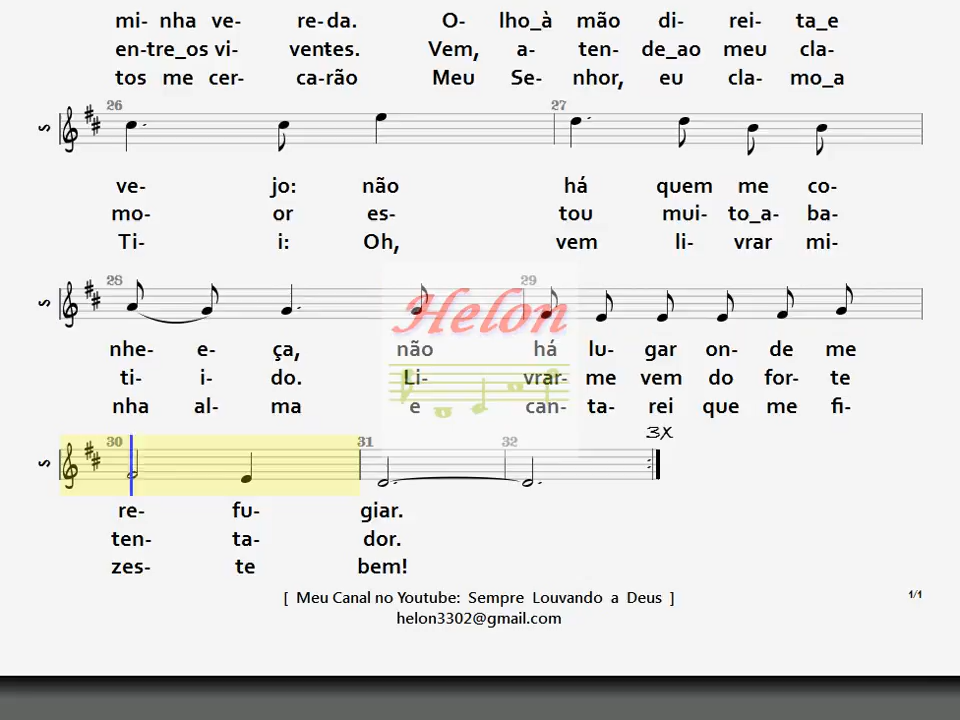 mi- nha ve- re-da. O- lho_à mão di- rei- ta_e
en-tre_os vi- ventes. Vem, a- ten- de_ao meu cla-
tos me cer- ca-rão Meu Se- nhor, eu cla- mo_a
26 27
S
ve- jo: não há quem me co-
mo- or es- tou mui- to_a- ba-
Ti- i: Oh, vem li- vrar mi-
28 29
S
Helon
nhe- e- ça, não há lu- gar on- de me
ti- i- do. Li- vrar- me vem do for- te
nha al- ma e can- ta- rei que me fi-
3X
30 31 32
S
re- fu- giar.
ten- ta- dor.
zes- te bem!
[ Meu Canal no Youtube: Sempre Louvando a Deus ] 1/1
helon3302@gmail.com